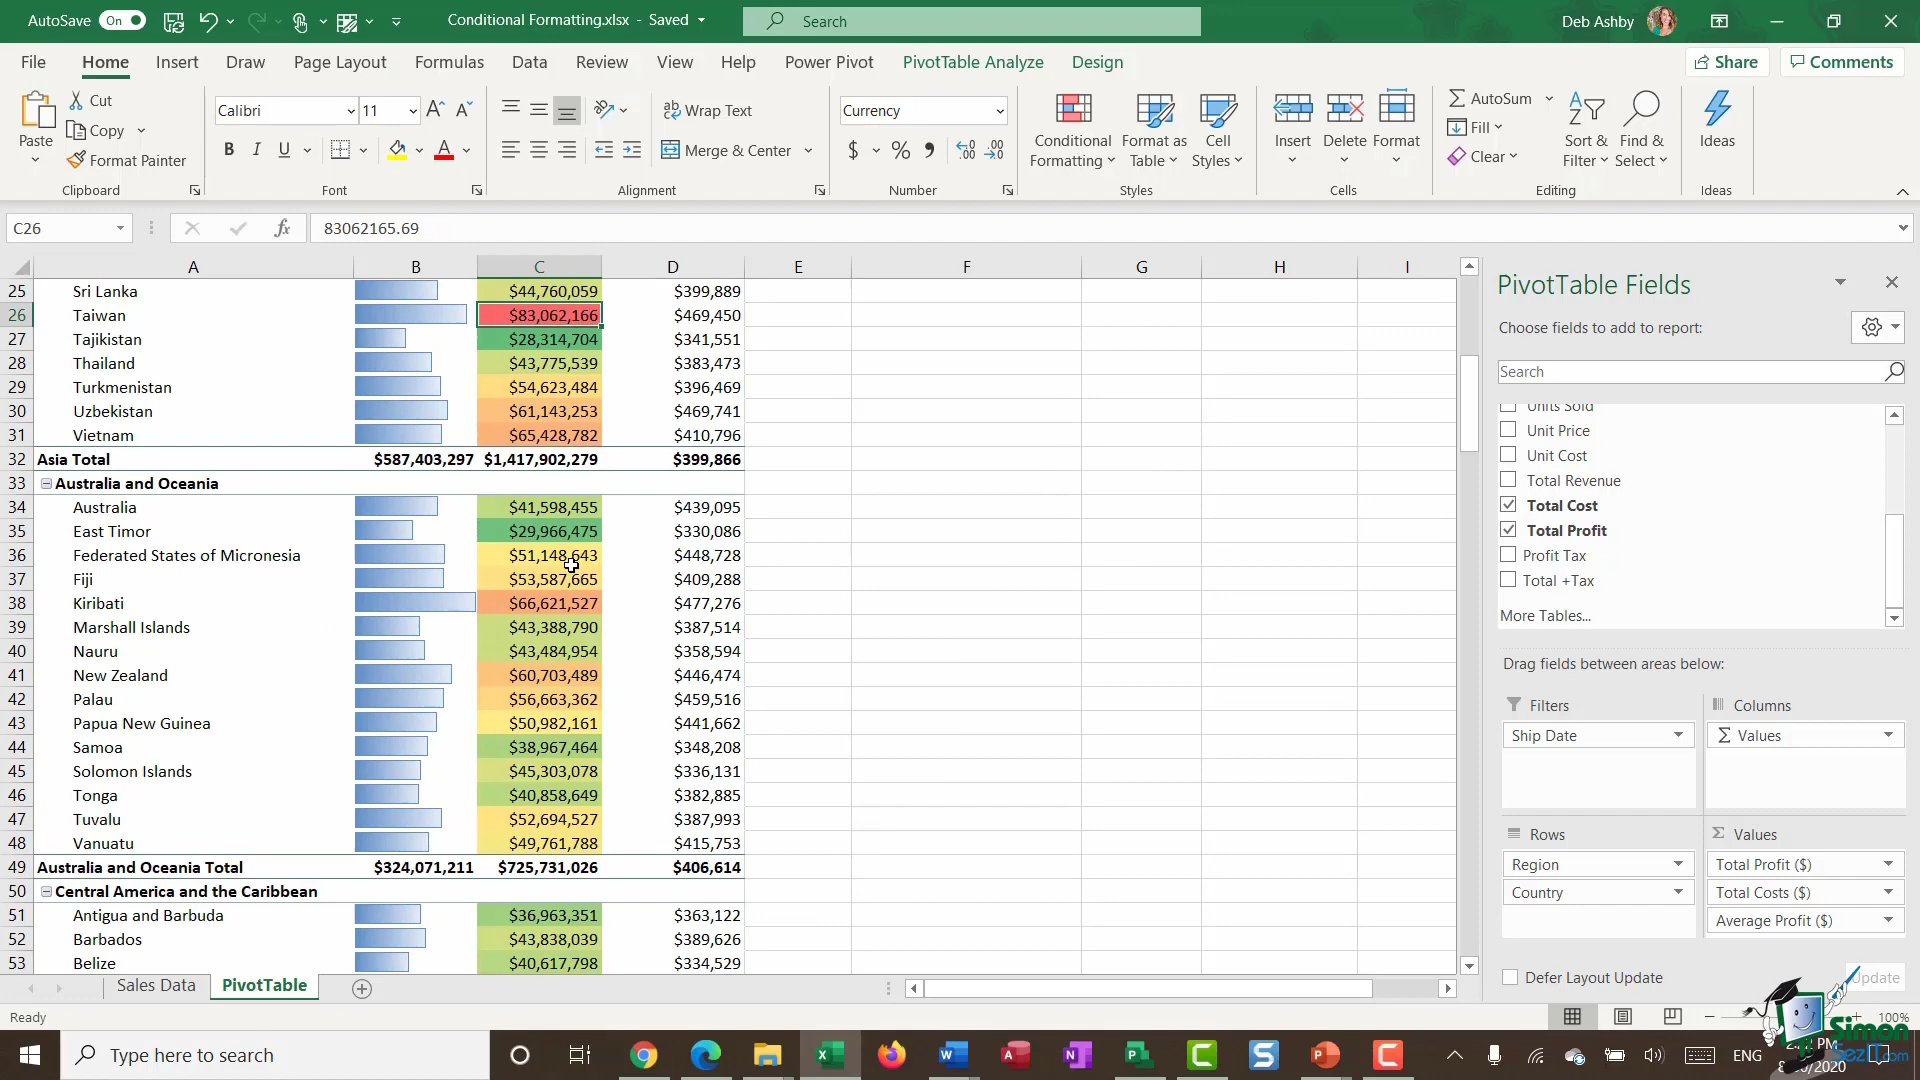 AutoSave On Conditional Formatting.xlsx - Saved Search Deb Ashby
File Home Insert Draw Page Layout Formulas Data Review View Help Power Pivot PivotTable Analyze Design Share Comments
Paste Cut Copy Format Painter Clipboard
Calibri 11 B I U A Font
Wrap Text Merge & Center Alignment
Currency $ % Number
Conditional Formatting Format as Table Cell Styles Styles
Insert Delete Format Cells
AutoSum Fill Clear Sort & Filter Find & Select Editing
Ideas Ideas
C26 fx 83062165.69
A B C D E F G H I
25 Sri Lanka $44,760,059 $399,889
26 Taiwan $83,062,166 $469,450
27 Tajikistan $28,314,704 $341,551
28 Thailand $43,775,539 $383,473
29 Turkmenistan $54,623,484 $396,469
30 Uzbekistan $61,143,253 $469,741
31 Vietnam $65,428,782 $410,796
32 Asia Total $587,403,297 $1,417,902,279 $399,866
33 Australia and Oceania
34 Australia $41,598,455 $439,095
35 East Timor $29,966,475 $330,086
36 Federated States of Micronesia $51,148,643 $448,728
37 Fiji $53,587,665 $409,288
38 Kiribati $66,621,527 $477,276
39 Marshall Islands $43,388,790 $387,514
40 Nauru $43,484,954 $358,594
41 New Zealand $60,703,489 $446,474
42 Palau $56,663,362 $459,516
43 Papua New Guinea $50,982,161 $441,662
44 Samoa $38,967,464 $348,208
45 Solomon Islands $45,303,078 $336,131
46 Tonga $40,858,649 $382,885
47 Tuvalu $52,694,527 $387,993
48 Vanuatu $49,761,788 $415,753
49 Australia and Oceania Total $324,071,211 $725,731,026 $406,614
50 Central America and the Caribbean
51 Antigua and Barbuda $36,963,351 $363,122
52 Barbados $43,838,039 $389,626
53 Belize $40,617,798 $334,529
PivotTable Fields
Choose fields to add to report:
Search
Units Sold
Unit Price
Unit Cost
Total Revenue
Total Cost
Total Profit
Profit Tax
Total +Tax
More Tables...
Drag fields between areas below:
Filters Columns
Ship Date Σ Values
Rows Σ Values
Region Total Profit ($)
Country Total Costs ($)
Average Profit ($)
Defer Layout Update Update
Sales Data PivotTable
Ready 100%
Type here to search ENG
Simon SezIT.com